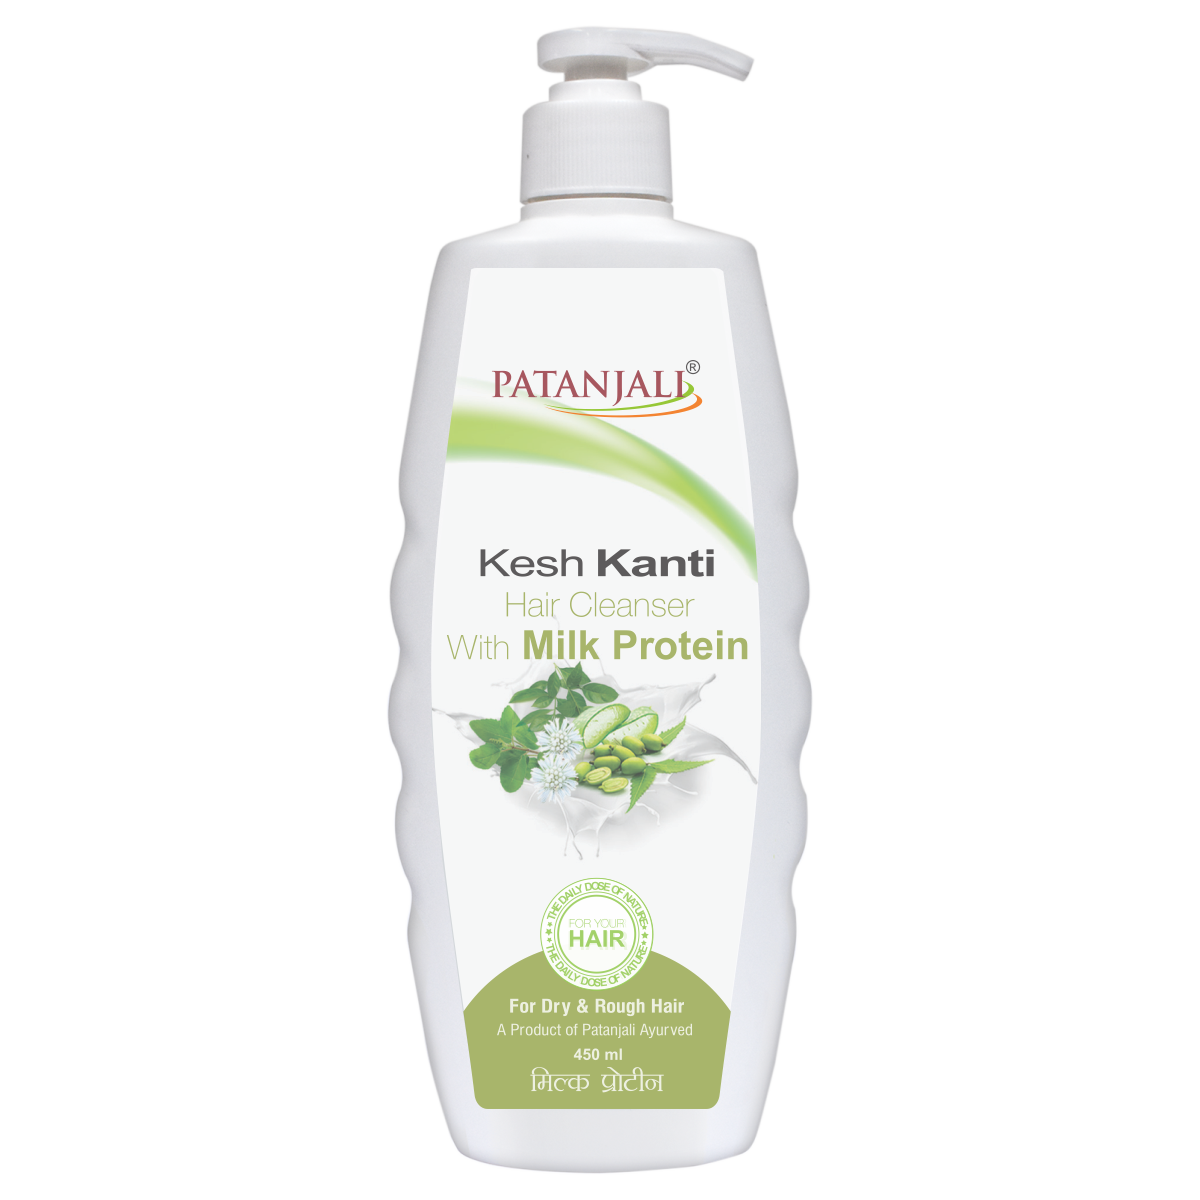 PATANJALI®
Kesh Kanti
Hair Cleanser
With Milk Protein
THE DAILY DOSE OF NATURE
FOR YOUR
HAIR
THE DAILY DOSE OF NATURE
For Dry & Rough Hair
A Product of Patanjali Ayurved
450 ml
मिल्क प्रोटीन